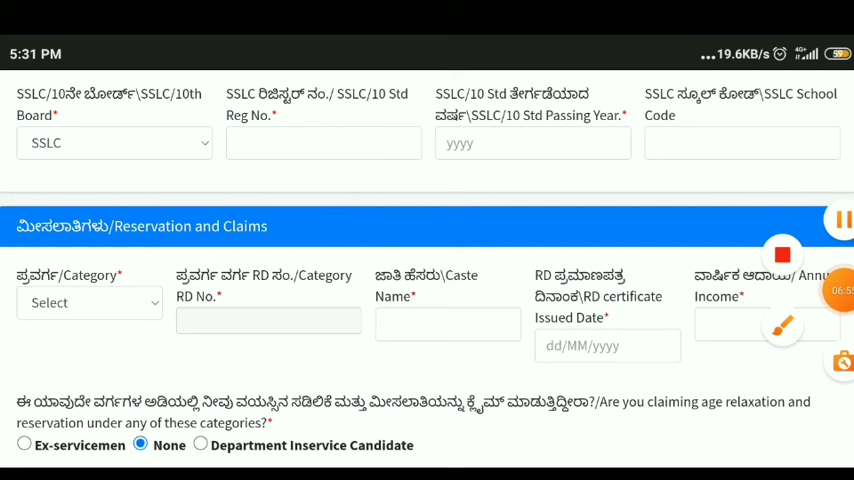 5:31 PM
...19.6KB/s 4G+ 59
SSLC/10ನೇ ಬೋರ್ಡ್\SSLC/10th Board*
SSLC ರಿಜಿಸ್ಟರ್ ನಂ./ SSLC/10 Std Reg No.*
SSLC/10 Std ತೇರ್ಗಡೆಯಾದ ವರ್ಷ\SSLC/10 Std Passing Year.*
SSLC ಸ್ಕೂಲ್ ಕೋಡ್\SSLC School Code
SSLC
yyyy
ಮೀಸಲಾತಿಗಳು/Reservation and Claims
ಪ್ರವರ್ಗ/Category*
ಪ್ರವರ್ಗ ವರ್ಗ RD ಸಂ./Category RD No.*
ಜಾತಿ ಹೆಸರು\Caste Name*
RD ಪ್ರಮಾಣಪತ್ರ ದಿನಾಂಕ\RD certificate Issued Date*
ವಾರ್ಷಿಕ ಆದಾಯ/ Annu Income*
Select
dd/MM/yyyy
06:55
ಈ ಯಾವುದೇ ವರ್ಗಗಳ ಅಡಿಯಲ್ಲಿ ನೀವು ವಯಸ್ಸಿನ ಸಡಿಲಿಕೆ ಮತ್ತು ಮೀಸಲಾತಿಯನ್ನು ಕ್ಲೈಮ್ ಮಾಡುತ್ತಿದ್ದೀರಾ?/Are you claiming age relaxation and
reservation under any of these categories?*
Ex-servicemen None Department Inservice Candidate